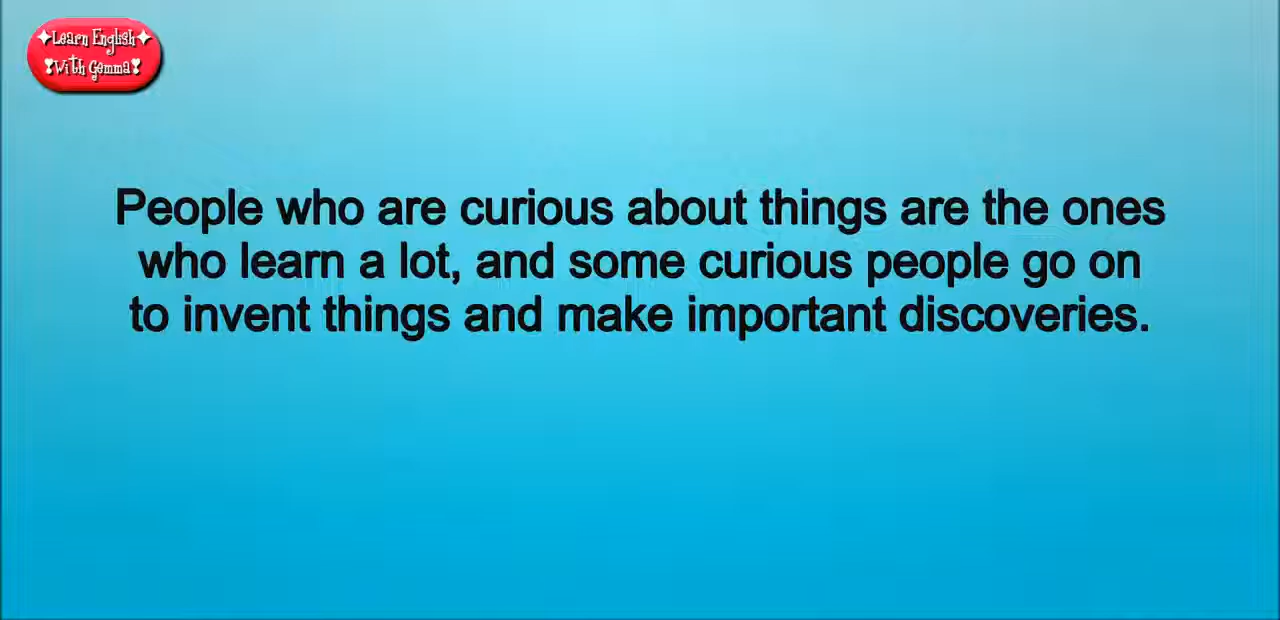 ✦Learn English✦
❣With Gemma❣
People who are curious about things are the ones
who learn a lot, and some curious people go on
to invent things and make important discoveries.